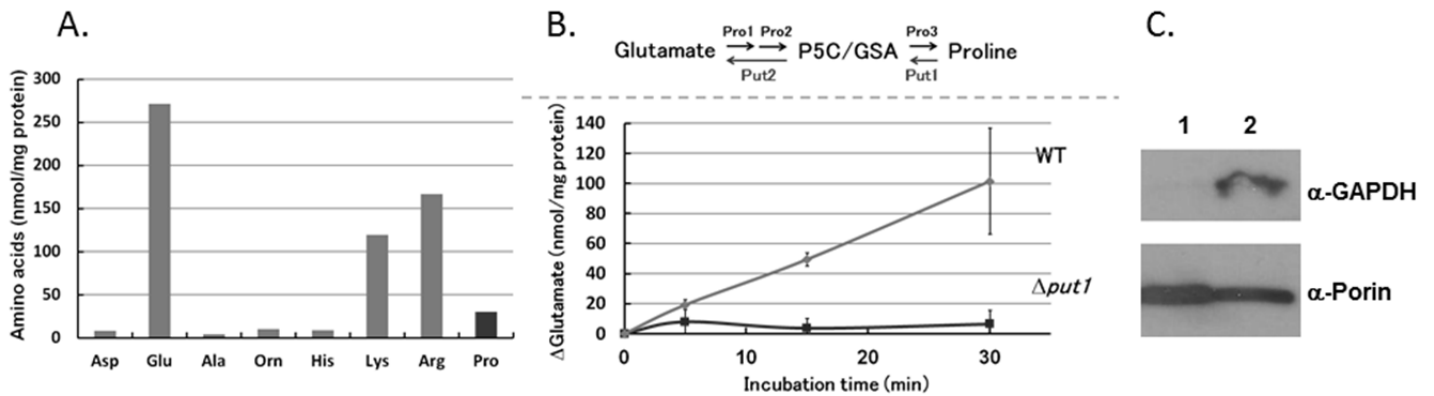 A.
Amino acids (nmol/mg protein)
300
250
200
150
100
50
0
Asp Glu Ala Orn His Lys Arg Pro
B.
Pro1 Pro2 Pro3
Glutamate P5C/GSA Proline
Put2 Put1
ΔGlutamate (nmol/mg protein)
140
120
100
80
60
40
20
0
WT
Δput1
0 10 20 30
Incubation time (min)
C.
1 2
α-GAPDH
α-Porin